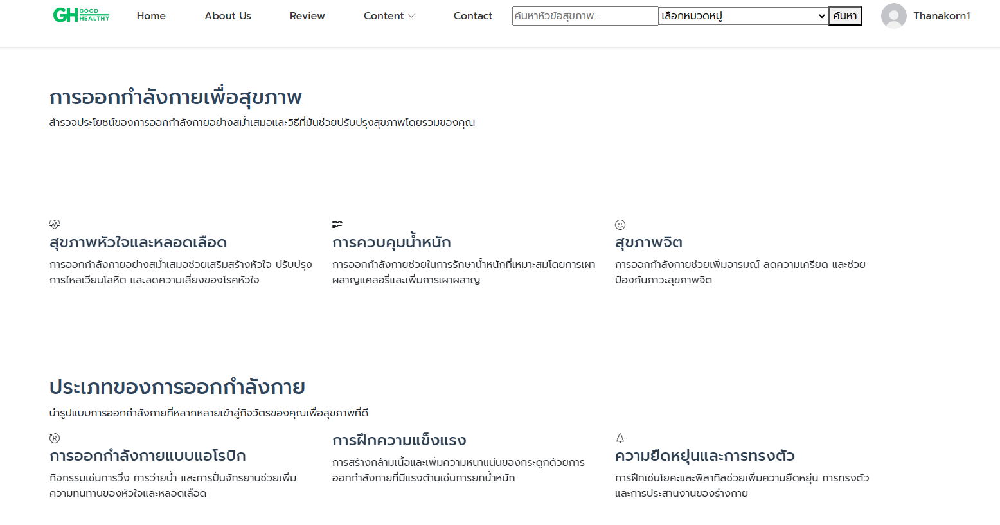 GH GOOD HEALTHY
Home
About Us
Review
Content
Contact
ค้นหาหัวข้อสุขภาพ...
เลือกหมวดหมู่
ค้นหา
Thanakorn1
การออกกำลังกายเพื่อสุขภาพ
สำรวจประโยชน์ของการออกกำลังกายอย่างสม่ำเสมอและวิธีที่มันช่วยปรับปรุงสุขภาพโดยรวมของคุณ
สุขภาพหัวใจและหลอดเลือด
การออกกำลังกายอย่างสม่ำเสมอช่วยเสริมสร้างหัวใจ ปรับปรุง
การไหลเวียนโลหิต และลดความเสี่ยงของโรคหัวใจ
การควบคุมน้ำหนัก
การออกกำลังกายช่วยในการรักษาน้ำหนักที่เหมาะสมโดยการเผา
ผลาญแคลอรี่และเพิ่มการเผาผลาญ
สุขภาพจิต
การออกกำลังกายช่วยเพิ่มอารมณ์ ลดความเครียด และช่วย
ป้องกันภาวะสุขภาพจิต
ประเภทของการออกกำลังกาย
นำรูปแบบการออกกำลังกายที่หลากหลายเข้าสู่กิจวัตรของคุณเพื่อสุขภาพที่ดี
การออกกำลังกายแบบแอโรบิก
กิจกรรมเช่นการวิ่ง การว่ายน้ำ และการปั่นจักรยานช่วยเพิ่ม
ความทนทานของหัวใจและหลอดเลือด
การฝึกความแข็งแรง
การสร้างกล้ามเนื้อและเพิ่มความหนาแน่นของกระดูกด้วยการ
ออกกำลังกายที่มีแรงต้านเช่นการยกน้ำหนัก
ความยืดหยุ่นและการทรงตัว
การฝึกเช่นโยคะและพิลาทิสช่วยเพิ่มความยืดหยุ่น การทรงตัว
และการประสานงานของร่างกาย